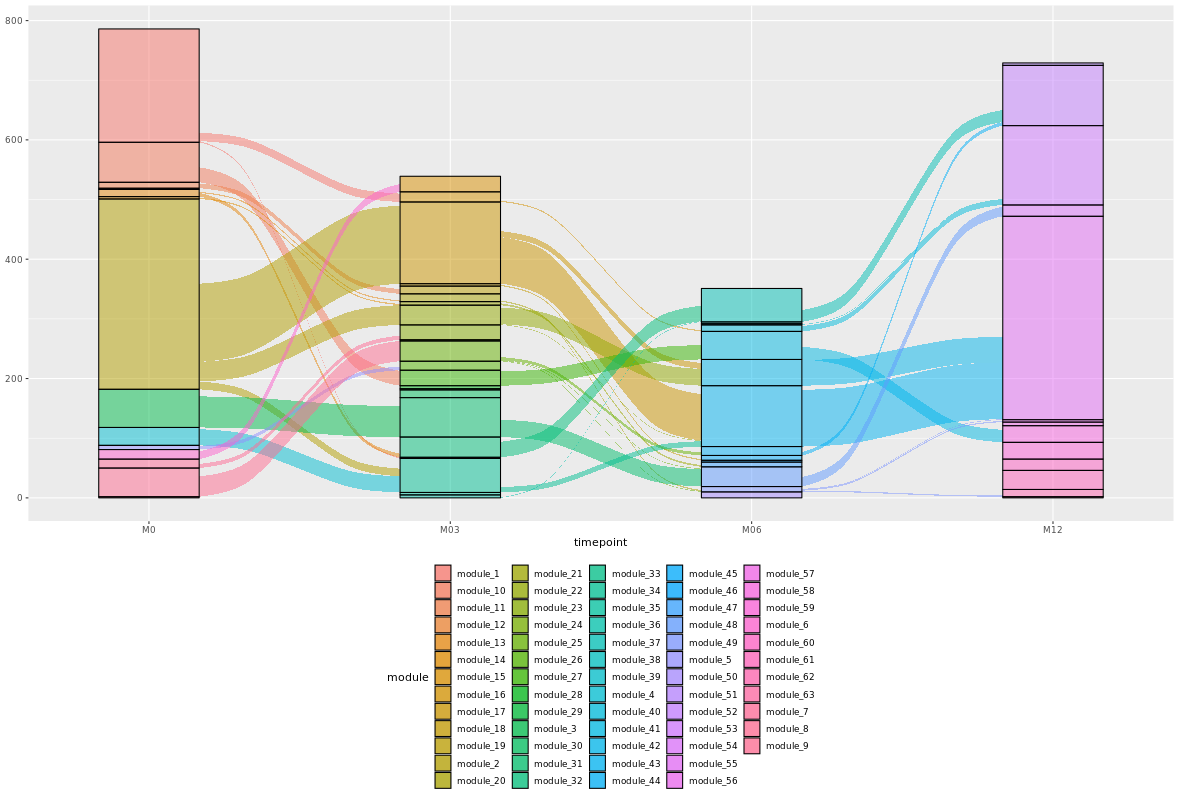 800
600
400
200
0
M0 M03 M06 M12
timepoint
module_1 module_21 module_33 module_45 module_57
module_10 module_22 module_34 module_46 module_58
module_11 module_23 module_35 module_47 module_59
module_12 module_24 module_36 module_48 module_6
module_13 module_25 module_37 module_49 module_60
module_14 module_26 module_38 module_5 module_61
module module_15 module_27 module_39 module_50 module_62
module_16 module_28 module_4 module_51 module_63
module_17 module_29 module_40 module_52 module_7
module_18 module_3 module_41 module_53 module_8
module_19 module_30 module_42 module_54 module_9
module_2 module_31 module_43 module_55
module_20 module_32 module_44 module_56